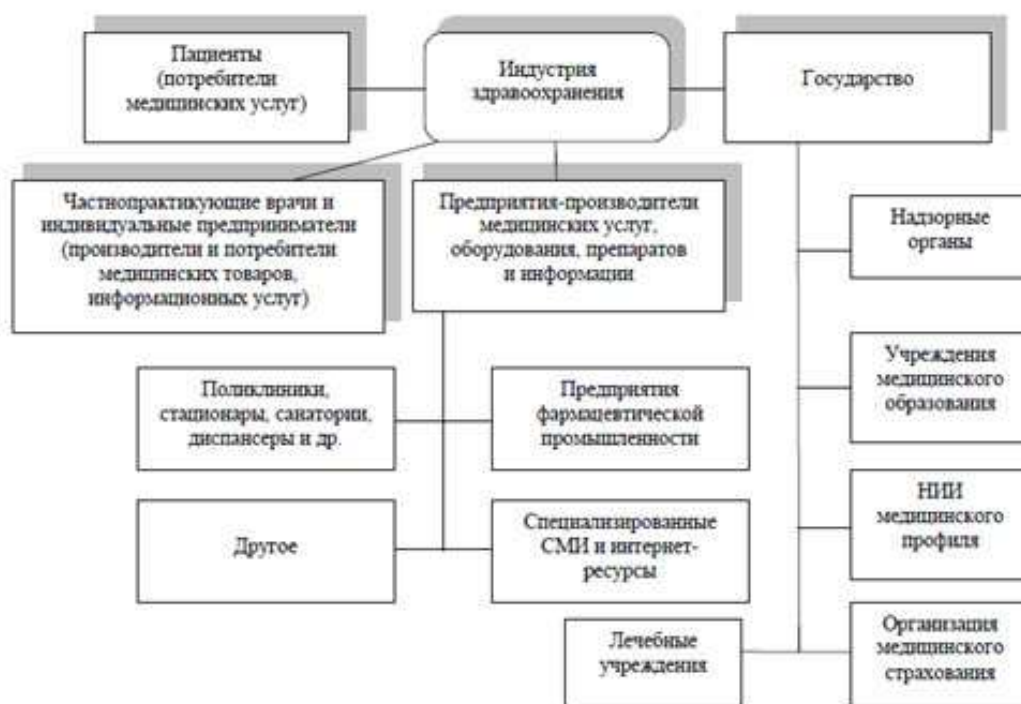 Пациенты
(потребители
медицинских услуг)
Индустрия
здравоохранения
Государство
Частнопрактикующие врачи и
индивидуальные предприниматели
(производители и потребители
медицинских товаров,
информационных услуг)
Предприятия-производители
медицинских услуг,
оборудования, препаратов
и информации
Надзорные
органы
Учреждения
медицинского
образования
Поликлиники,
стационары, санатории,
диспансеры и др.
Предприятия
фармацевтической
промышленности
НИИ
медицинского
профиля
Другое
Специализированные
СМИ и интернет-
ресурсы
Лечебные
учреждения
Организация
медицинского
страхования